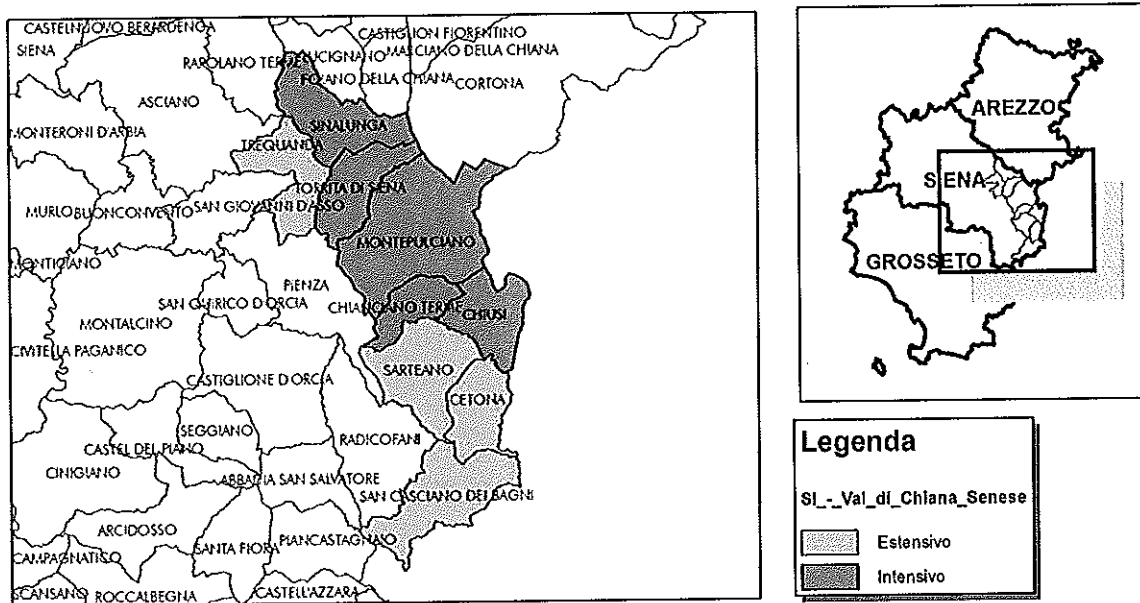 CASTELNUOVO BERARDENGA
CASTIGLION FIORENTINO
SIENA
LUCIGNANO
MARCIANO DELLA CHIANA
RAPOLANO TERME
FOIANO DELLA CHIANA
CORTONA
ASCIANO
MONTERONI D'ARBIA
SINALUNGA
TREQUANDA
TORRITA DI SIENA
MURLO
BUONCONVENTO
SAN GIOVANNI D'ASSO
MONTEPULCIANO
MONTICIANO
PIENZA
SAN QUIRICO D'ORCIA
CHIANCIANO TERME
CHIUSI
MONTALCINO
CIVITELLA PAGANICO
SARTEANO
CASTIGLIONE D'ORCIA
CETONA
SEGGIANO
CASTEL DEL PIANO
RADICOFANI
CINIGIANO
ABBADIA SAN SALVATORE
SAN CASCIANO DEI BAGNI
ARCIDOSSO
SANTA FIORA
PIANCASTAGNAIO
CAMPAGNATICO
SCANSANO
ROCCALBEGNA
CASTELL'AZZARA
AREZZO
SIENA
GROSSETO
Legenda
SI_-_Val_di_Chiana_Senese
Estensivo
Intensivo